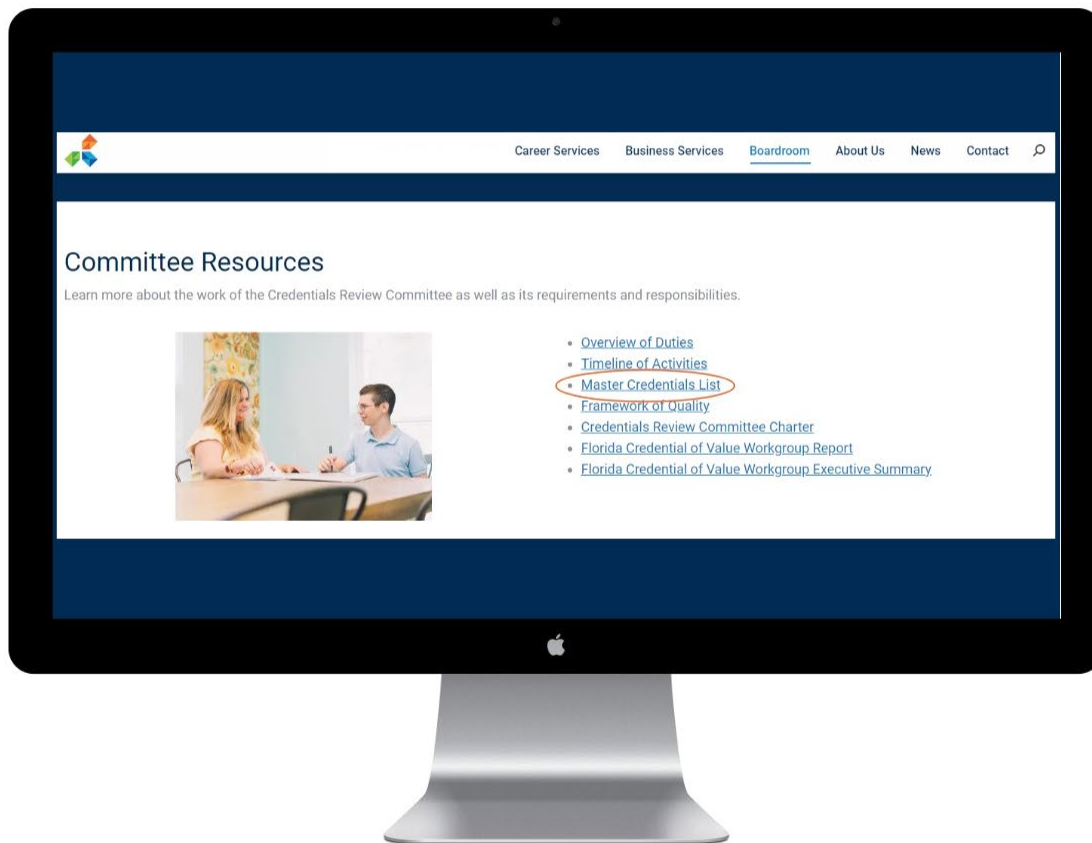 Career Services Business Services Boardroom About Us News Contact
Committee Resources
Learn more about the work of the Credentials Review Committee as well as its requirements and responsibilities.
Overview of Duties
Timeline of Activities
Master Credentials List
Framework of Quality
Credentials Review Committee Charter
Florida Credential of Value Workgroup Report
Florida Credential of Value Workgroup Executive Summary